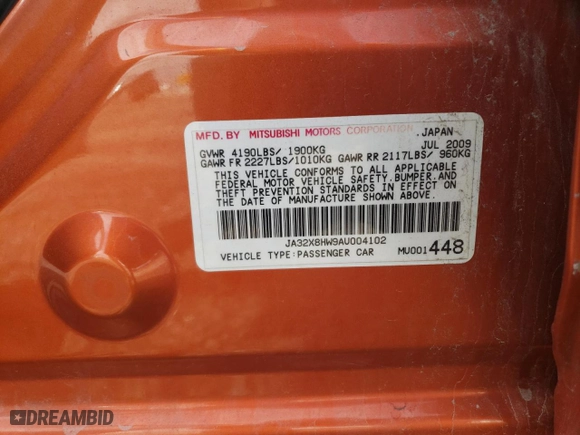 MFD. BY MITSUBISHI MOTORS CORPORATION, JAPAN
GVWR 4190LBS/ 1900KG JUL 2009
GAWR FR 2227LBS/1010KG GAWR RR 2117LBS/ 960KG
THIS VEHICLE CONFORMS TO ALL APPLICABLE
FEDERAL MOTOR VEHICLE SAFETY, BUMPER, AND
THEFT PREVENTION STANDARDS IN EFFECT ON
THE DATE OF MANUFACTURE SHOWN ABOVE.
JA32X8HW9AU004102
VEHICLE TYPE:PASSENGER CAR MU001448
DREAMBID